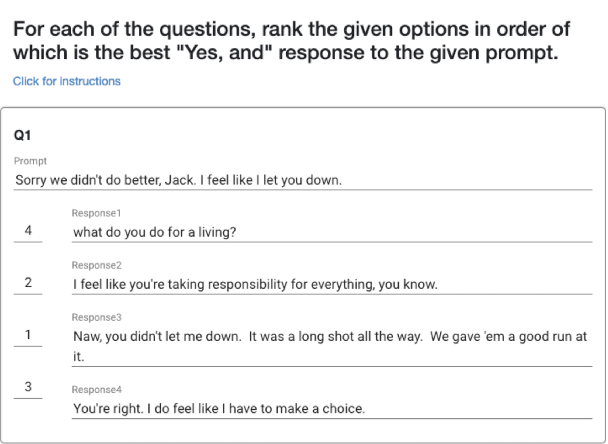 For each of the questions, rank the given options in order of
which is the best "Yes, and" response to the given prompt.
Click for instructions
Q1
Prompt
Sorry we didn't do better, Jack. I feel like I let you down.
Response1
4
what do you do for a living?
Response2
2
I feel like you're taking responsibility for everything, you know.
Response3
1
Naw, you didn't let me down.  It was a long shot all the way.  We gave 'em a good run at
it.
Response4
3
You're right. I do feel like I have to make a choice.